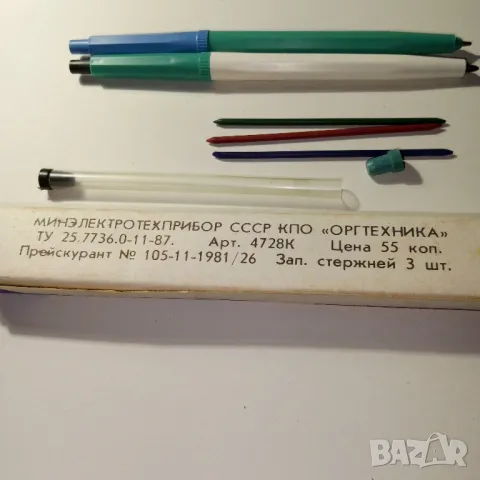 МИНЭЛЕКТРОТЕХПРИБОР СССР КПО «ОРГТЕХНИКА»
ТУ 25.7736.0-11-87. Арт. 4728К Цена 55 коп.
Прейскурант № 105-11-1981/26 Зап. стержней 3 шт.
BAZAR